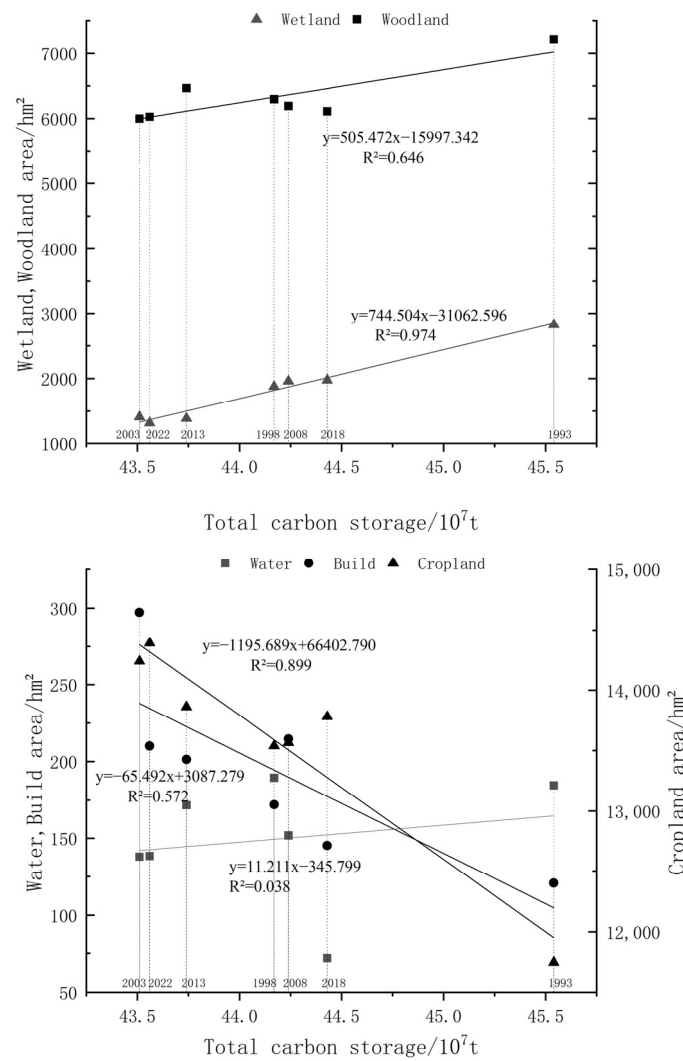 Wetland Woodland
7000
6000
5000
4000
3000
2000
1000
Wetland,Woodland area/hm²
y=505.472x−15997.342
R²=0.646
y=744.504x−31062.596
R²=0.974
2003 2022 2013 1998 2008 2018 1993
43.5 44.0 44.5 45.0 45.5
Total carbon storage/10⁷t
Water Build Cropland
300
250
200
150
100
50
Water,Build area/hm²
15,000
14,000
13,000
12,000
Cropland area/hm²
y=−1195.689x+66402.790
R²=0.899
y=−65.492x+3087.279
R²=0.572
y=11.211x−345.799
R²=0.038
2003 2022 2013 1998 2008 2018 1993
43.5 44.0 44.5 45.0 45.5
Total carbon storage/10⁷t